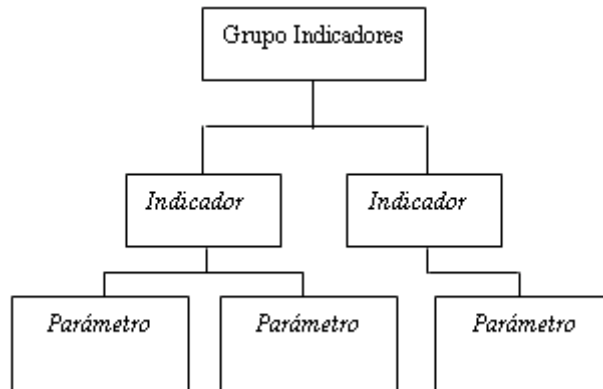 Grupo Indicadores
Indicador
Indicador
Parámetro
Parámetro
Parámetro